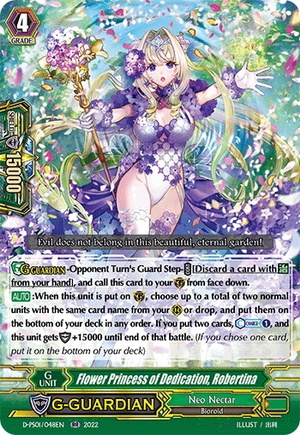 4
GRADE
15000
Evil does not belong in this beautiful, eternal garden!
G GUARDIAN -Opponent Turn's Guard Step- [Discard a card with
from your hand], and call this card to your from face down.
AUTO :When this unit is put on , choose up to a total of two normal
units with the same card name from your or drop, and put them on
the bottom of your deck in any order. If you put two cards,
, and
this unit gets +15000 until end of that battle. (If you chose one card,
put it on the bottom of your deck)
G
UNIT
Flower Princess of Dedication, Robertina
G-GUARDIAN
Neo Nectar
Bioroid
D-PS01/048EN RR 2022
ILLUST /